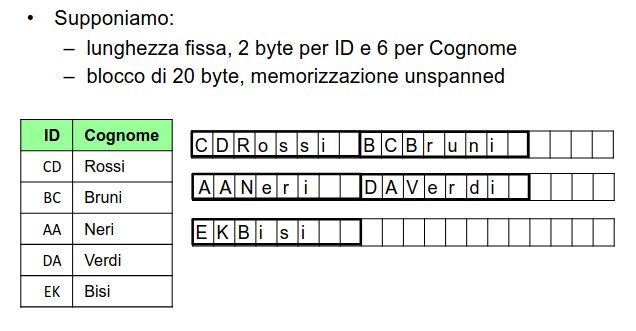 • Supponiamo:
– lunghezza fissa, 2 byte per ID e 6 per Cognome
– blocco di 20 byte, memorizzazione unspanned
ID Cognome
CD Rossi
BC Bruni
AA Neri
DA Verdi
EK Bisi
C D R o s s i B C B r u n i
A A N e r i D A V e r d i
E K B i s i